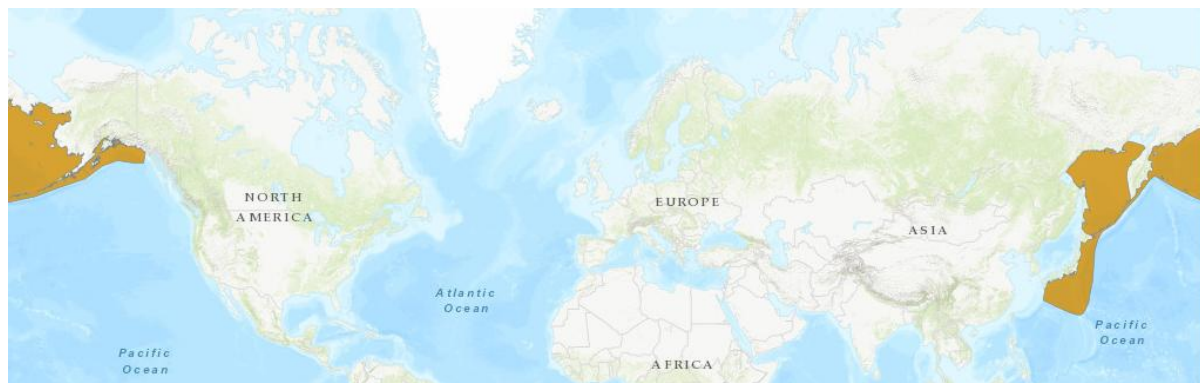 NORTH
AMERICA
EUROPE
ASIA
Atlantic
Ocean
Pacific
Ocean
Pacific
Ocean
AFRICA